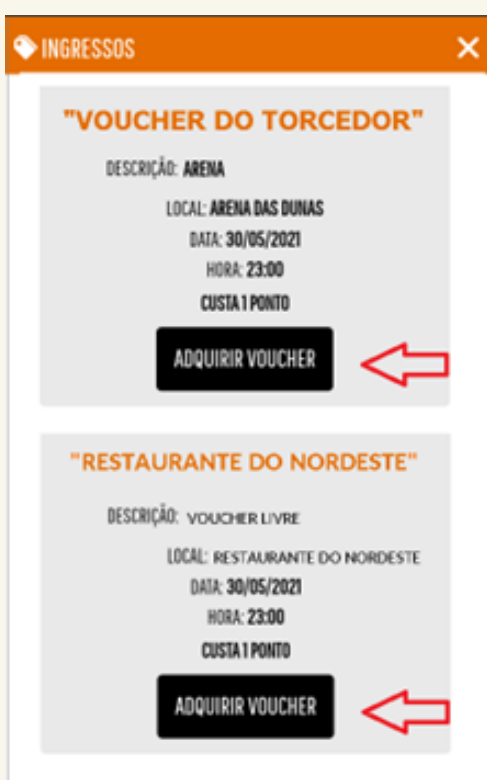 INGRESSOS
"VOUCHER DO TORCEDOR"
DESCRIÇÃO: ARENA
LOCAL: ARENA DAS DUNAS
DATA: 30/05/2021
HORA: 23:00
CUSTA 1 PONTO
ADQUIRIR VOUCHER
"RESTAURANTE DO NORDESTE"
DESCRIÇÃO: VOUCHER LIVRE
LOCAL: RESTAURANTE DO NORDESTE
DATA: 30/05/2021
HORA: 23:00
CUSTA 1 PONTO
ADQUIRIR VOUCHER